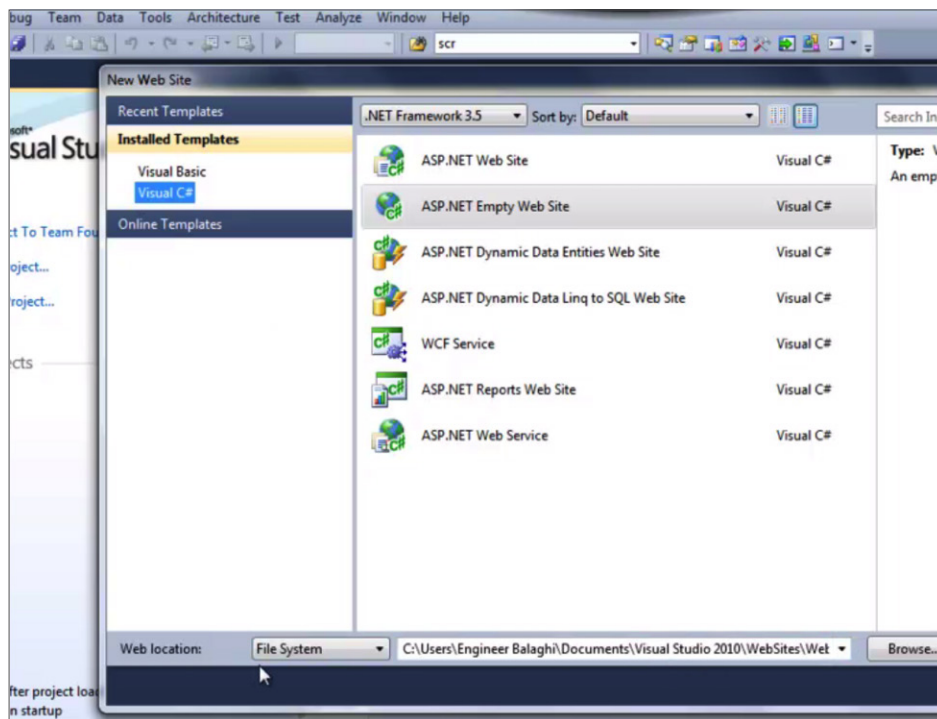 bug Team Data Tools Architecture Test Analyze Window Help
scr
New Web Site
Recent Templates
Installed Templates
Visual Basic
Visual C#
Online Templates
.NET Framework 3.5 Sort by: Default
Search In
ASP.NET Web Site Visual C#
ASP.NET Empty Web Site Visual C#
ASP.NET Dynamic Data Entities Web Site Visual C#
ASP.NET Dynamic Data Linq to SQL Web Site Visual C#
WCF Service Visual C#
ASP.NET Reports Web Site Visual C#
ASP.NET Web Service Visual C#
Type: V
An emp
soft
sual Stu
ct To Team Fou
oject...
roject...
cts
Web location: File System C:\Users\Engineer Balaghi\Documents\Visual Studio 2010\WebSites\Web Browse..
fter project load
n startup